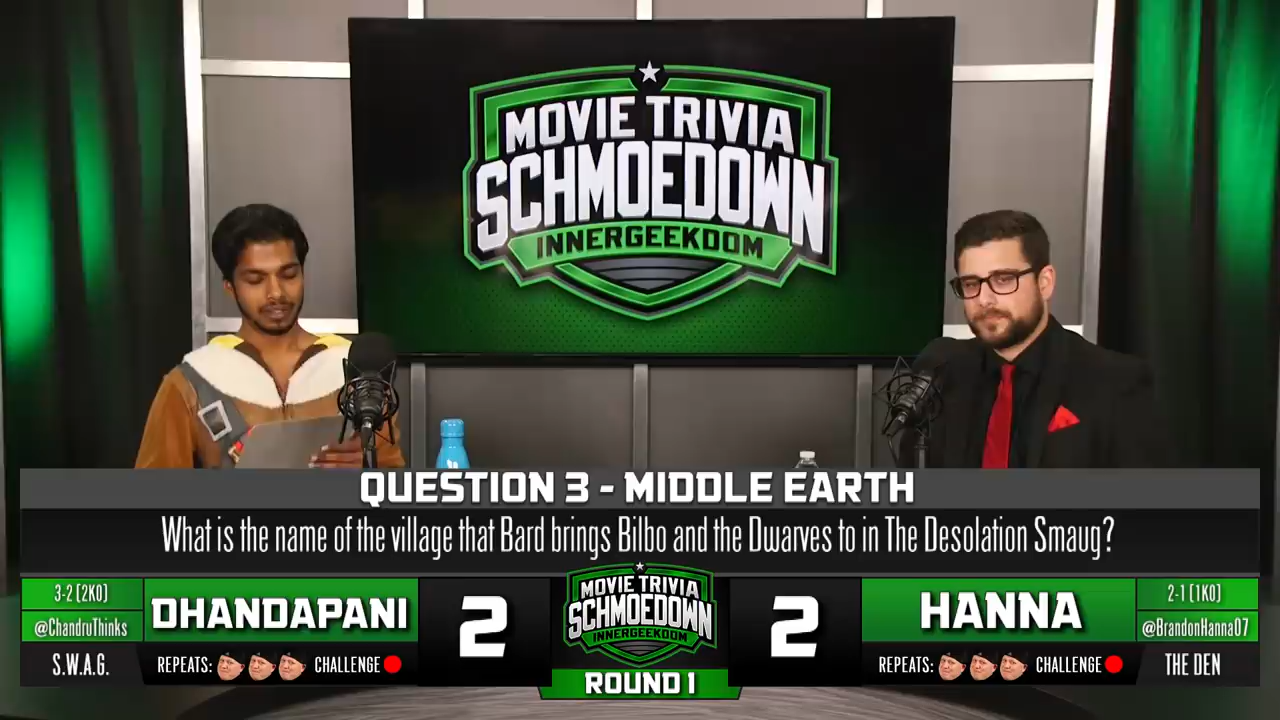 MOVIE TRIVIA
SCHMOEDOWN
INNERGEEKDOM
QUESTION 3 - MIDDLE EARTH
What is the name of the village that Bard brings Bilbo and the Dwarves to in The Desolation Smaug?
3-2 (2KO)
@ChandruThinks
S.W.A.G.
DHANDAPANI
REPEATS:
CHALLENGE
2
MOVIE TRIVIA
SCHMOEDOWN
INNERGEEKDOM
ROUND 1
2
HANNA
REPEATS:
CHALLENGE
2-1 (1KO)
@BrandonHanna07
THE DEN